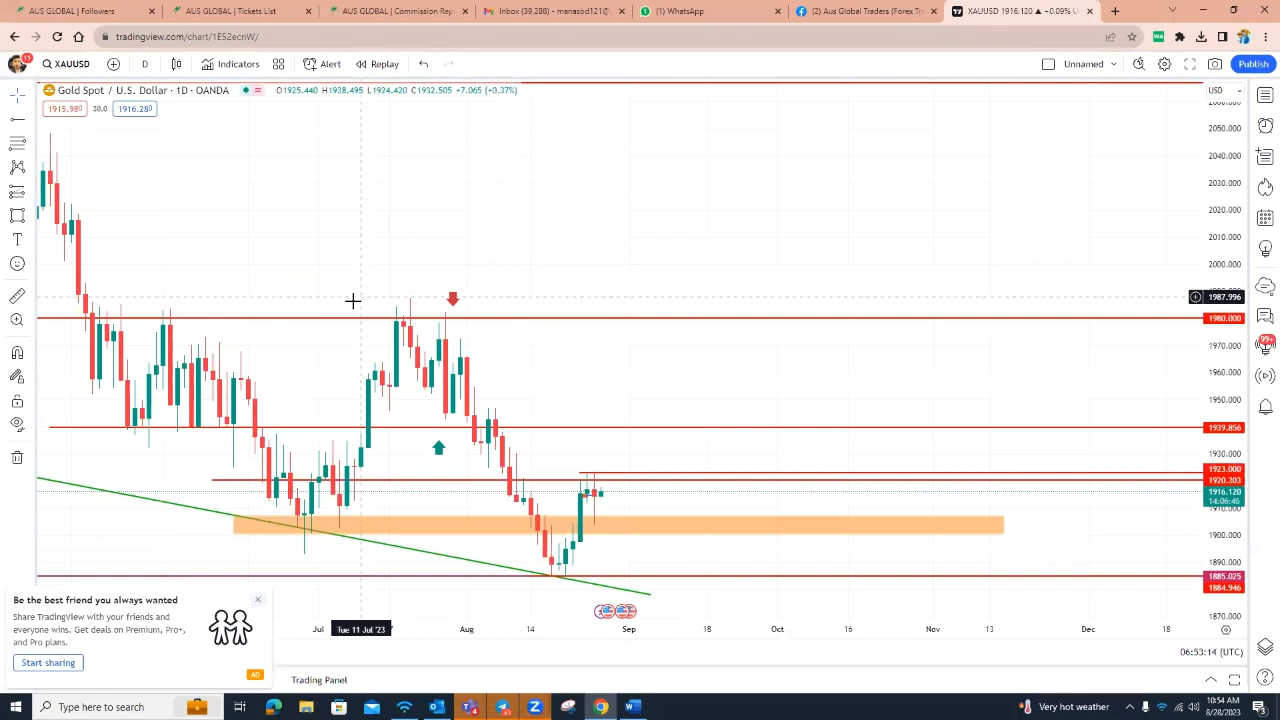 AUS GLOBAL | Followers
AUS GLOBAL | Tickets List
AUS GLOBAL | Commission Rep
Inbox (39,288) - manasbd121@
(1) WhatsApp
(2) Aus Global Traders (Forex Tr
XAUUSD 1916.120 ▲ +0.09% U
tradingview.com/chart/1E52ecnW/
11
XAUUSD
D
Indicators
Alert
Replay
Unnamed
Publish
Gold Spot / U.S. Dollar · 1D · OANDA
O1925.440 H1938.495 L1924.420 C1932.505 +7.065 (+0.37%)
USD
1915.980
30.0
1916.280
2050.000
2040.000
2030.000
2020.000
2010.000
2000.000
1987.996
1980.000
1970.000
1960.000
1950.000
1939.856
1930.000
1923.000
1920.303
1916.120
14:06:46
1910.000
1900.000
1890.000
1885.025
1884.946
1870.000
99+
Be the best friend you always wanted
Share TradingView with your friends and
everyone wins. Get deals on Premium, Pro+,
and Pro plans.
Start sharing
AD
Jul
Tue 11 Jul '23
Aug
14
Sep
18
Oct
16
Nov
13
Dec
18
06:53:14 (UTC)
Trading Panel
Type here to search
Very hot weather
10:54 AM
8/28/2023